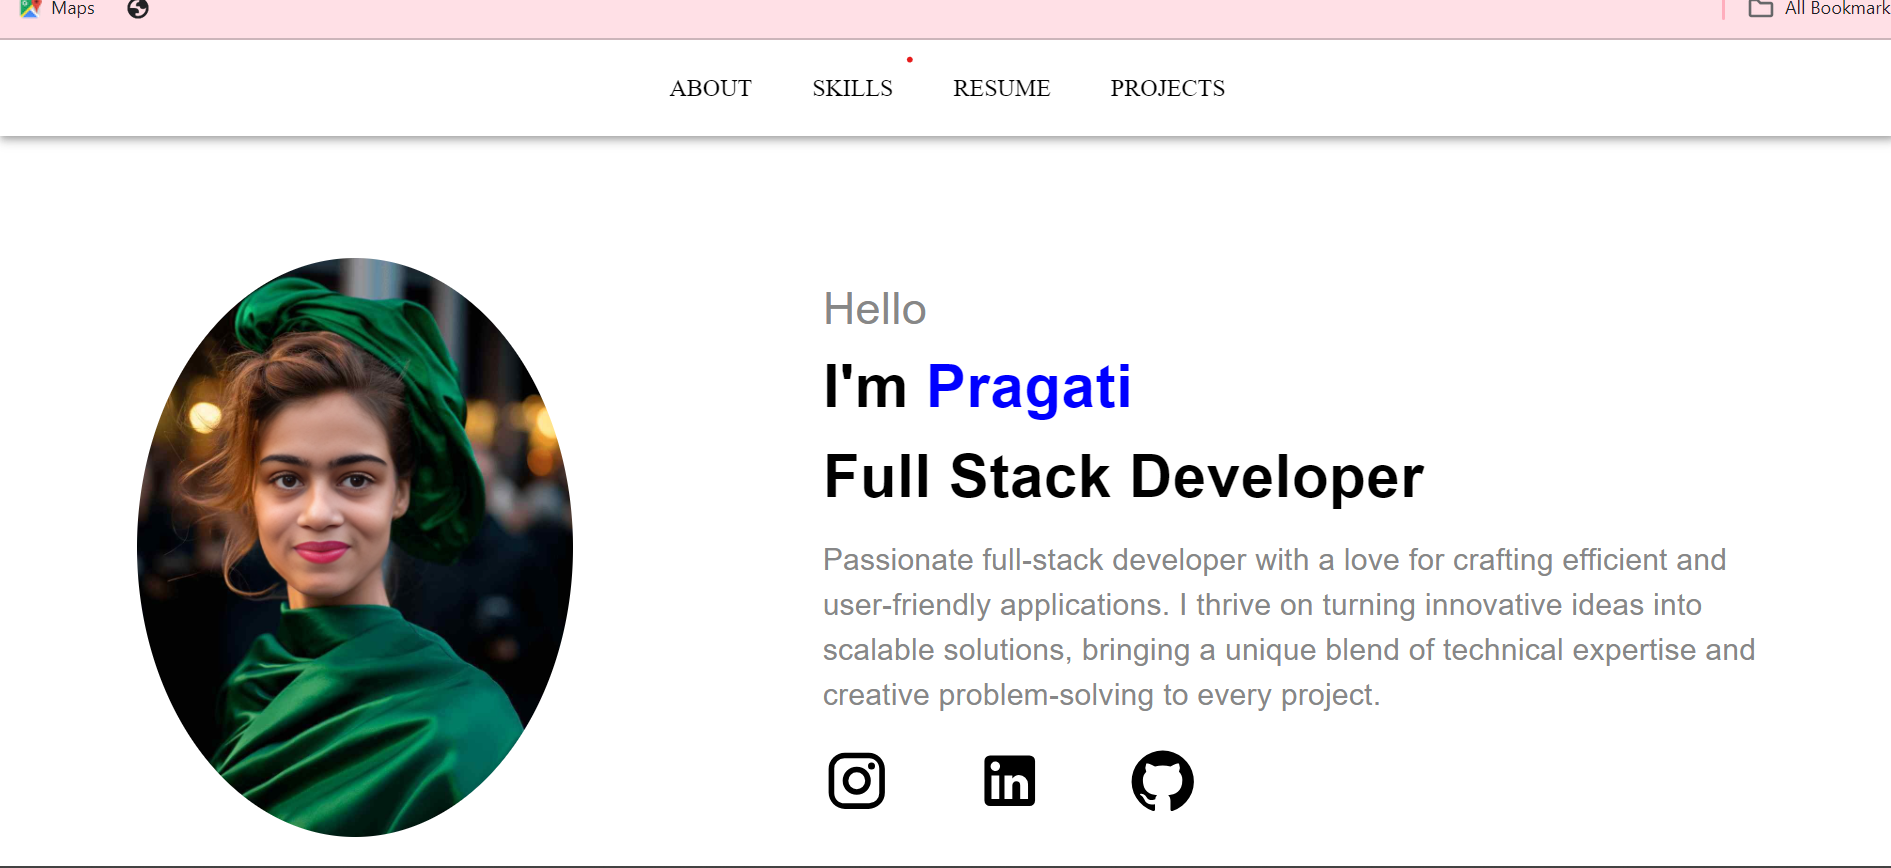 Maps All Bookmark
ABOUT SKILLS RESUME PROJECTS
Hello
I'm Pragati
Full Stack Developer
Passionate full-stack developer with a love for crafting efficient and
user-friendly applications. I thrive on turning innovative ideas into
scalable solutions, bringing a unique blend of technical expertise and
creative problem-solving to every project.
in